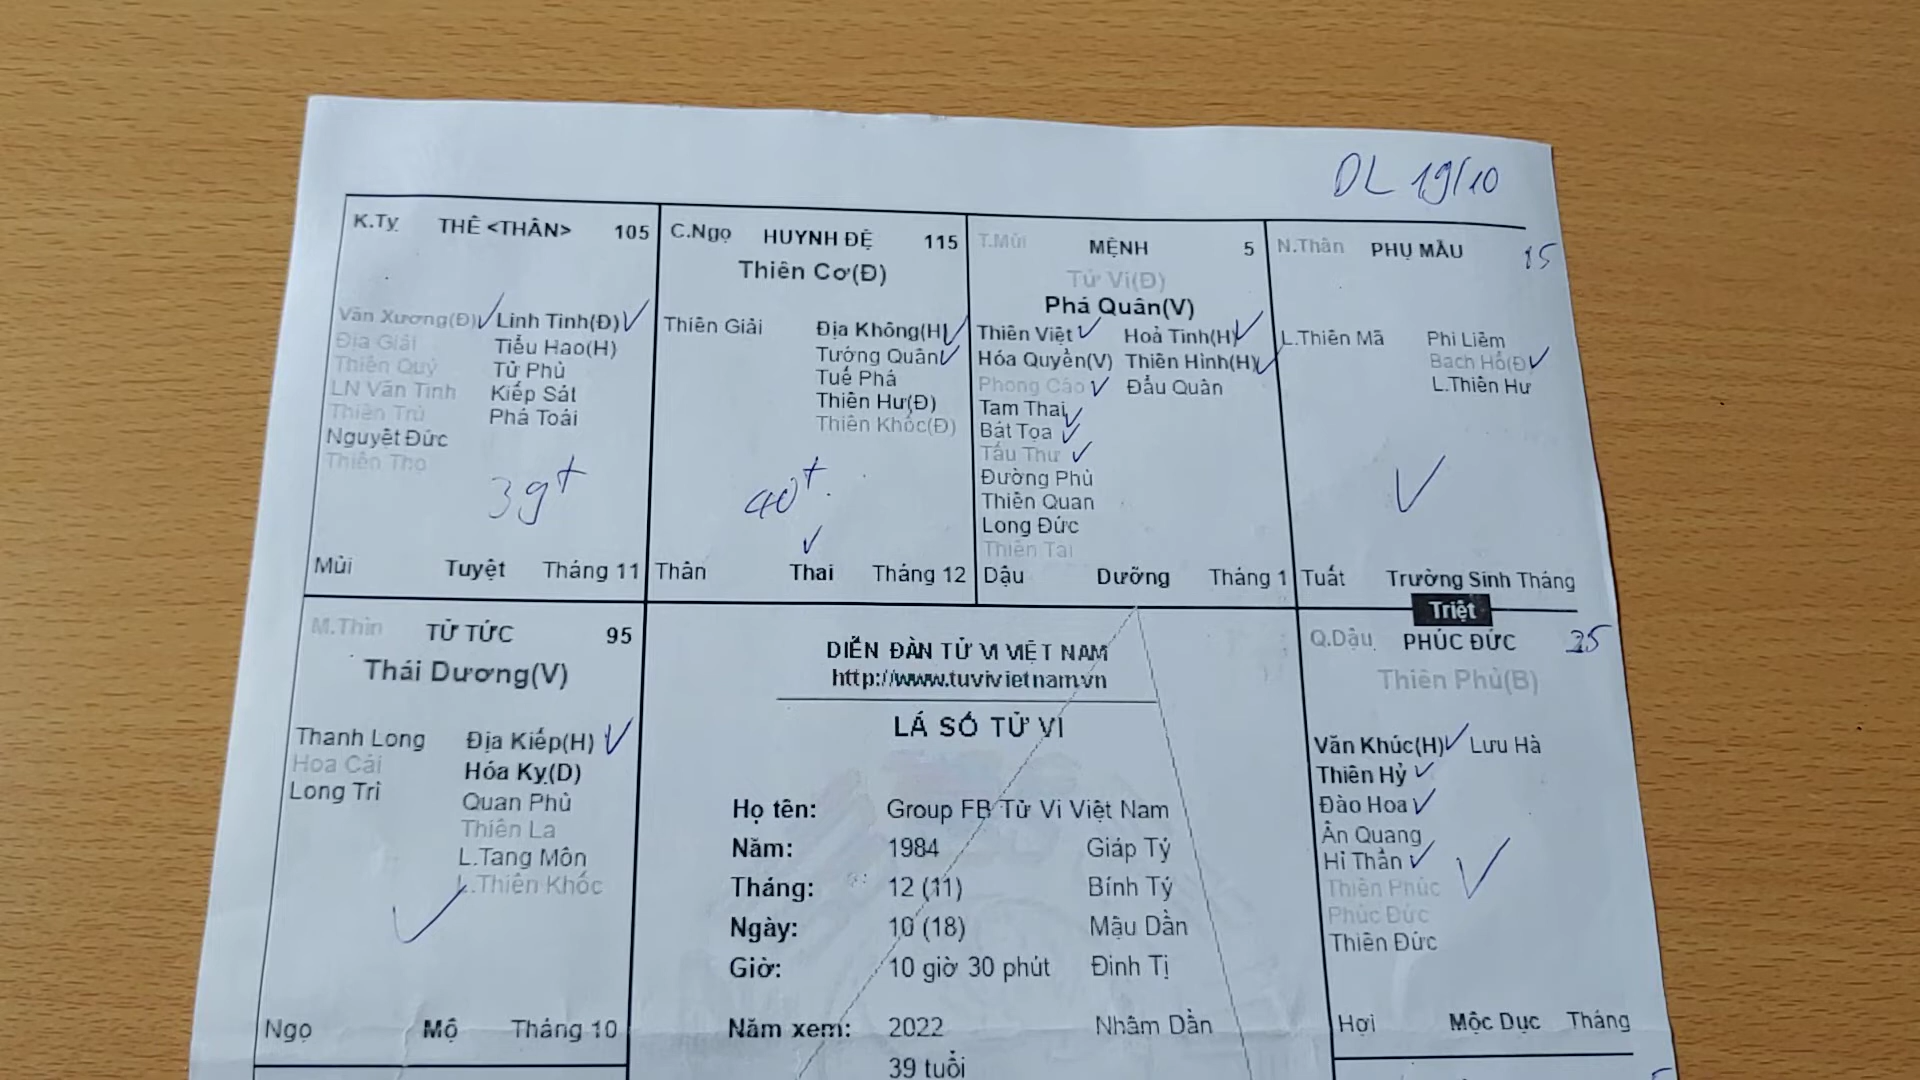 DL 19/10
K.Tỵ THÊ <THÂN> 105
Văn Xương(Đ) Linh Tinh(Đ)
Địa Giải Tiểu Hao(H)
Thiên Quý Tử Phù
LN Văn Tinh Kiếp Sát
Thiên Trù Phá Toái
Nguyệt Đức
Thiên Thọ
39+
Mùi Tuyệt Tháng 11
C.Ngọ HUYNH ĐỆ 115
Thiên Cơ(Đ)
Thiên Giải Địa Không(H)
Tướng Quân
Tuế Phá
Thiên Hư(Đ)
Thiên Khốc(Đ)
40+
Thân Thai Tháng 12
T.Mùi MỆNH 5
Tử Vi(Đ)
Phá Quân(V)
Thiên Việt Hoả Tinh(H)
Hóa Quyền(V) Thiên Hình(H)
Phong Cáo Đẩu Quân
Tam Thai
Bát Tọa
Tấu Thư
Đường Phù
Thiên Quan
Long Đức
Thiên Tài
Dậu Dưỡng Tháng 1
N.Thân PHỤ MẪU 15
L.Thiên Mã Phi Liêm
Bạch Hổ(Đ)
L.Thiên Hư
Tuất Trường Sinh Tháng
Triệt
M.Thìn TỬ TỨC 95
Thái Dương(V)
Thanh Long Địa Kiếp(H)
Hoa Cái Hóa Kỵ(D)
Long Trì Quan Phù
Thiên La
L.Tang Môn
L.Thiên Khốc
Ngọ Mộ Tháng 10
DIỄN ĐÀN TỬ VI VIỆT NAM
http://www.tuvivietnam.vn
LÁ SỐ TỬ VI
Họ tên: Group FB Tử Vi Việt Nam
Năm: 1984 Giáp Tý
Tháng: 12 (11) Bính Tý
Ngày: 10 (18) Mậu Dần
Giờ: 10 giờ 30 phút Đinh Tị
Năm xem: 2022 Nhâm Dần
39 tuổi
Q.Dậu PHÚC ĐỨC 25
Thiên Phủ(B)
Văn Khúc(H) Lưu Hà
Thiên Hỷ
Đào Hoa
Ân Quang
Hỉ Thần
Thiên Phúc
Phúc Đức
Thiên Đức
Hợi Mộc Dục Tháng